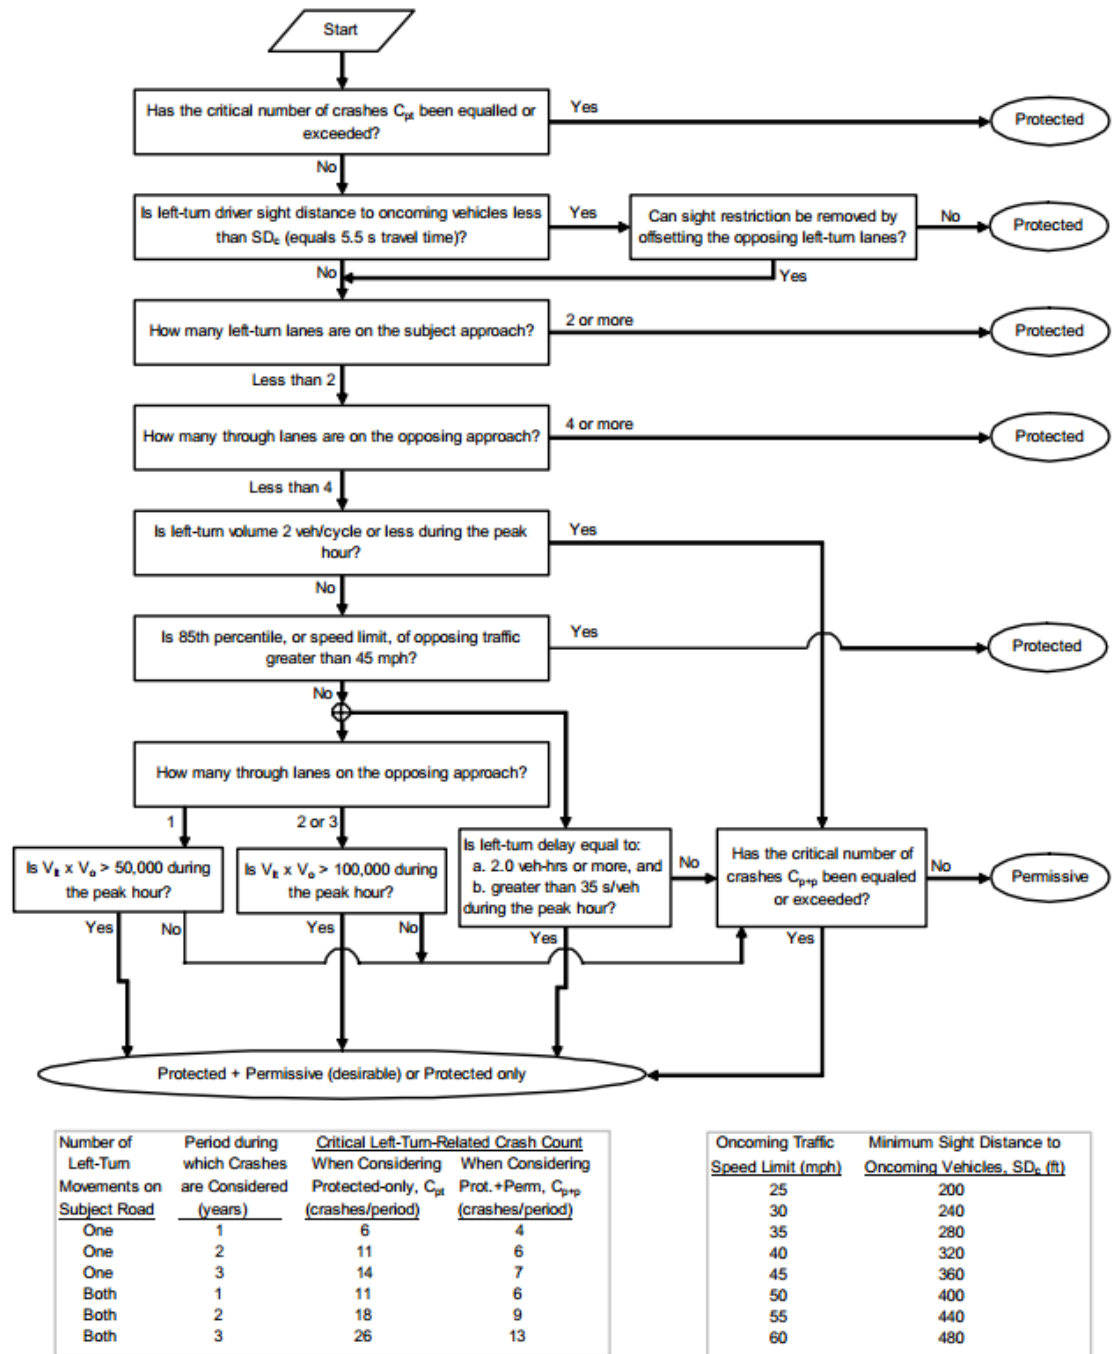 Start
Has the critical number of crashes Cpt been equalled or
exceeded?
Yes
Protected
No
Is left-turn driver sight distance to oncoming vehicles less
than SDc (equals 5.5 s travel time)?
Yes
Can sight restriction be removed by
offsetting the opposing left-turn lanes?
No
Protected
No
Yes
How many left-turn lanes are on the subject approach?
2 or more
Protected
Less than 2
How many through lanes are on the opposing approach?
4 or more
Protected
Less than 4
Is left-turn volume 2 veh/cycle or less during the peak
hour?
Yes
No
Is 85th percentile, or speed limit, of opposing traffic
greater than 45 mph?
Yes
Protected
No
How many through lanes on the opposing approach?
1
2 or 3
Is Vlt x Vo > 50,000 during
the peak hour?
Is Vlt x Vo > 100,000 during
the peak hour?
Is left-turn delay equal to:
a. 2.0 veh-hrs or more, and
b. greater than 35 s/veh
during the peak hour?
No
Has the critical number of
crashes Cp+p been equaled
or exceeded?
No
Permissive
Yes
No
Yes
No
Yes
Yes
Protected + Permissive (desirable) or Protected only
Number of Period during Critical Left-Turn-Related Crash Count
Left-Turn which Crashes When Considering When Considering
Movements on are Considered Protected-only, Cpt Prot.+Perm, Cp+p
Subject Road (years) (crashes/period) (crashes/period)
One 1 6 4
One 2 11 6
One 3 14 7
Both 1 11 6
Both 2 18 9
Both 3 26 13
Oncoming Traffic Minimum Sight Distance to
Speed Limit (mph) Oncoming Vehicles, SDc (ft)
25 200
30 240
35 280
40 320
45 360
50 400
55 440
60 480